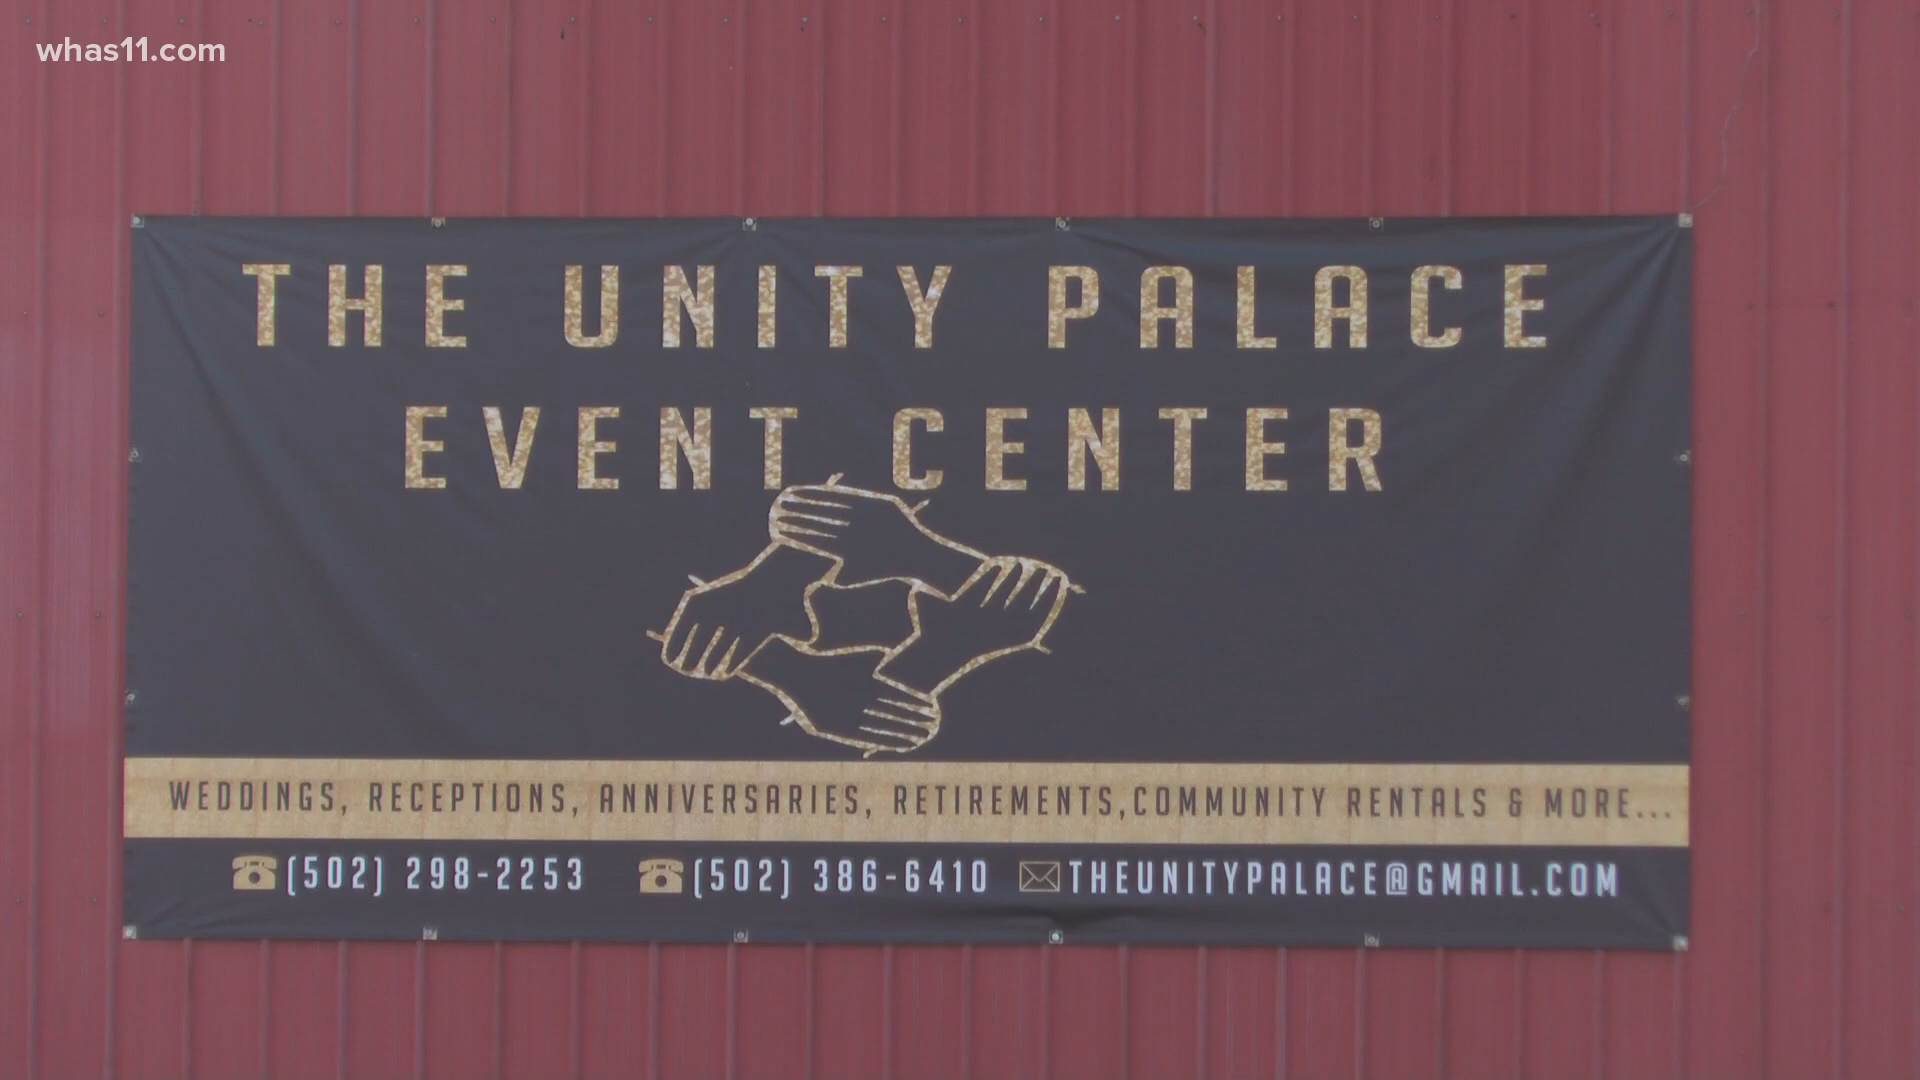 whas11.com
THE UNITY PALACE
EVENT CENTER
WEDDINGS, RECEPTIONS, ANNIVERSARIES, RETIREMENTS,COMMUNITY RENTALS & MORE...
(502) 298-2253 (502) 386-6410 THEUNITYPALACE@GMAIL.COM